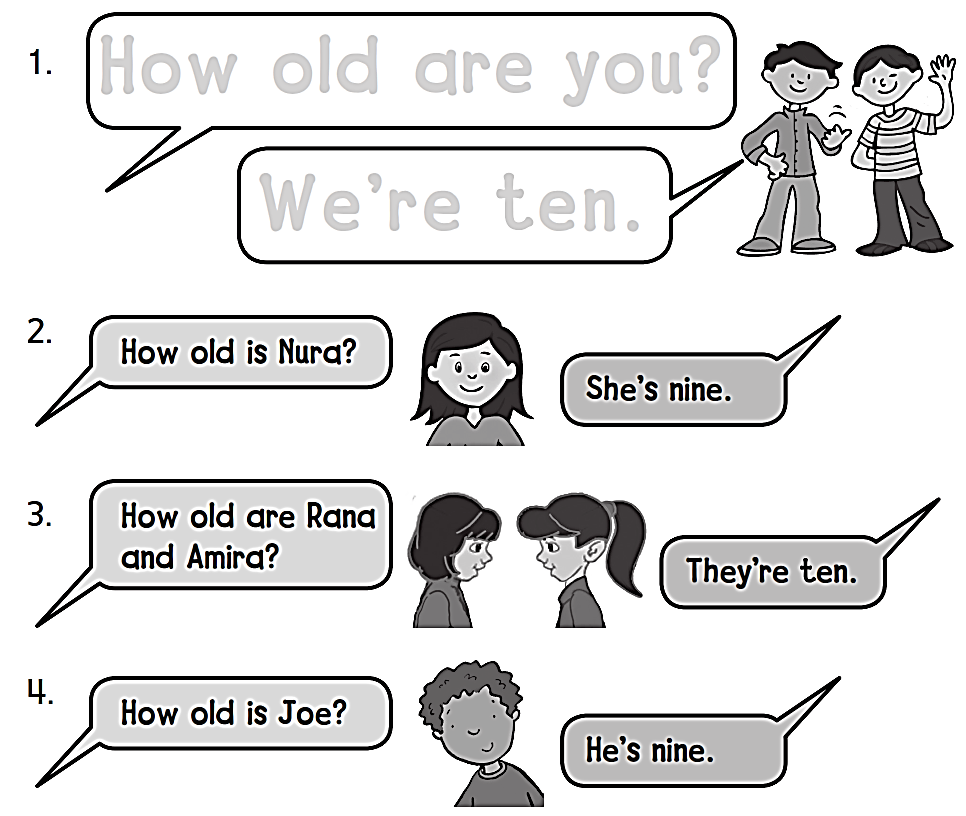 1. How old are you?
We're ten.
2. How old is Nura?
She's nine.
3. How old are Rana
and Amira?
They're ten.
4. How old is Joe?
He's nine.